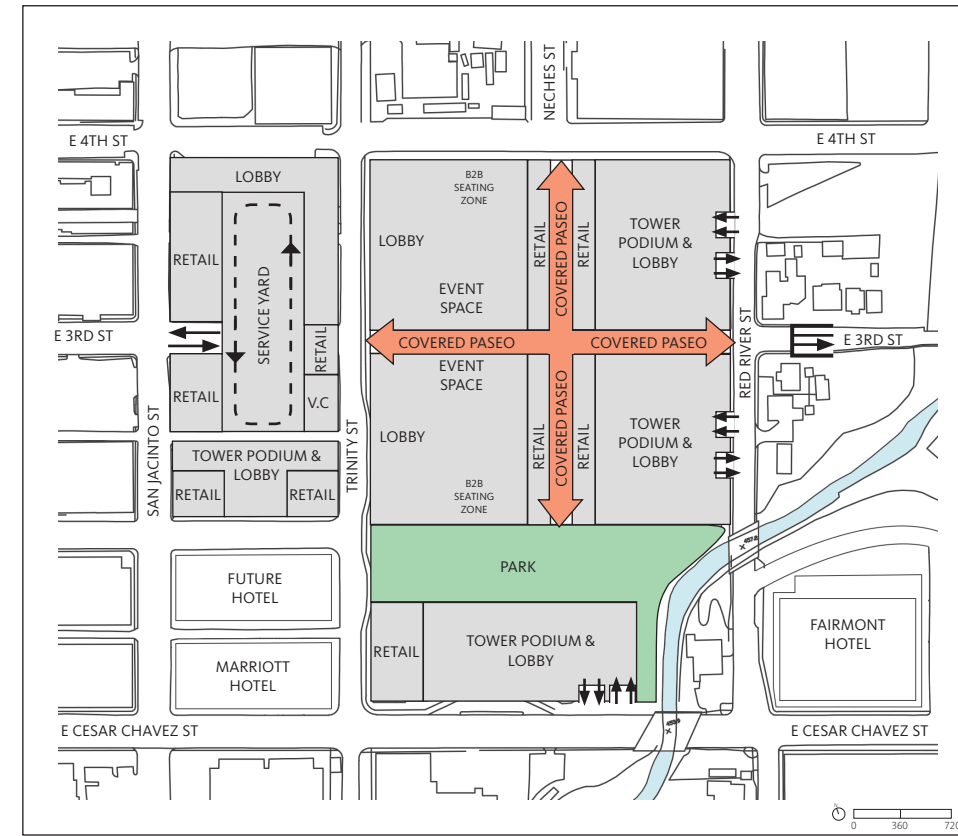 NECHES ST
E 4TH ST
E 4TH ST
LOBBY
B2B
SEATING
ZONE
RETAIL
COVERED PASEO
RETAIL
TOWER
PODIUM &
LOBBY
LOBBY
RETAIL
SERVICE YARD
EVENT
SPACE
E 3RD ST
RETAIL
COVERED PASEO
COVERED PASEO
RED RIVER ST
E 3RD ST
EVENT
SPACE
RETAIL
V.C
SAN JACINTO ST
TRINITY ST
LOBBY
RETAIL
COVERED PASEO
RETAIL
TOWER
PODIUM &
LOBBY
TOWER PODIUM &
LOBBY
RETAIL
RETAIL
B2B
SEATING
ZONE
PARK
FUTURE
HOTEL
MARRIOTT
HOTEL
RETAIL
TOWER PODIUM &
LOBBY
FAIRMONT
HOTEL
E CESAR CHAVEZ ST
E CESAR CHAVEZ ST
N
0
360
720